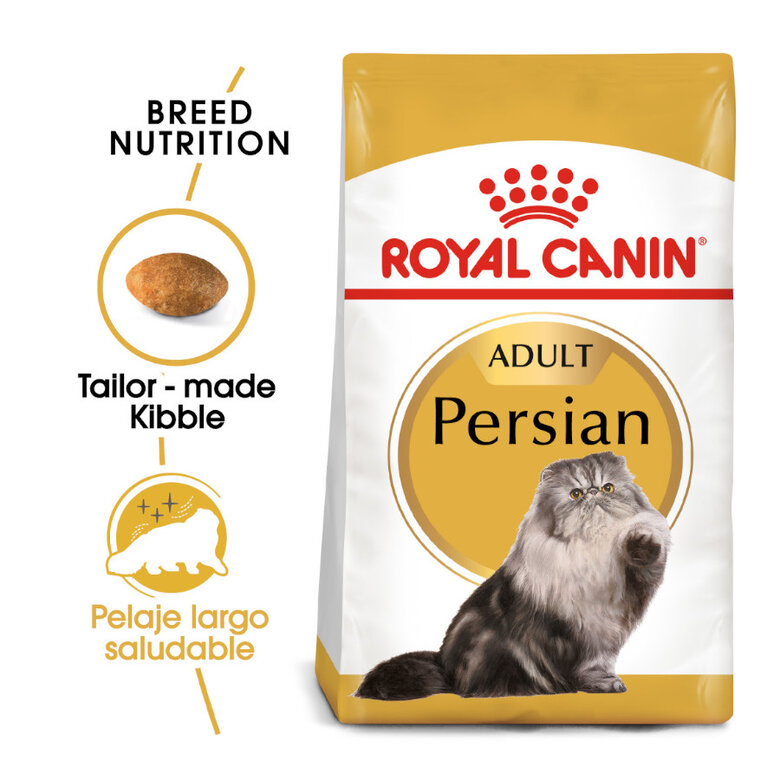 BREED
NUTRITION
Tailor - made
Kibble
Pelaje largo
saludable
ROYAL CANIN®
ADULT
Persian